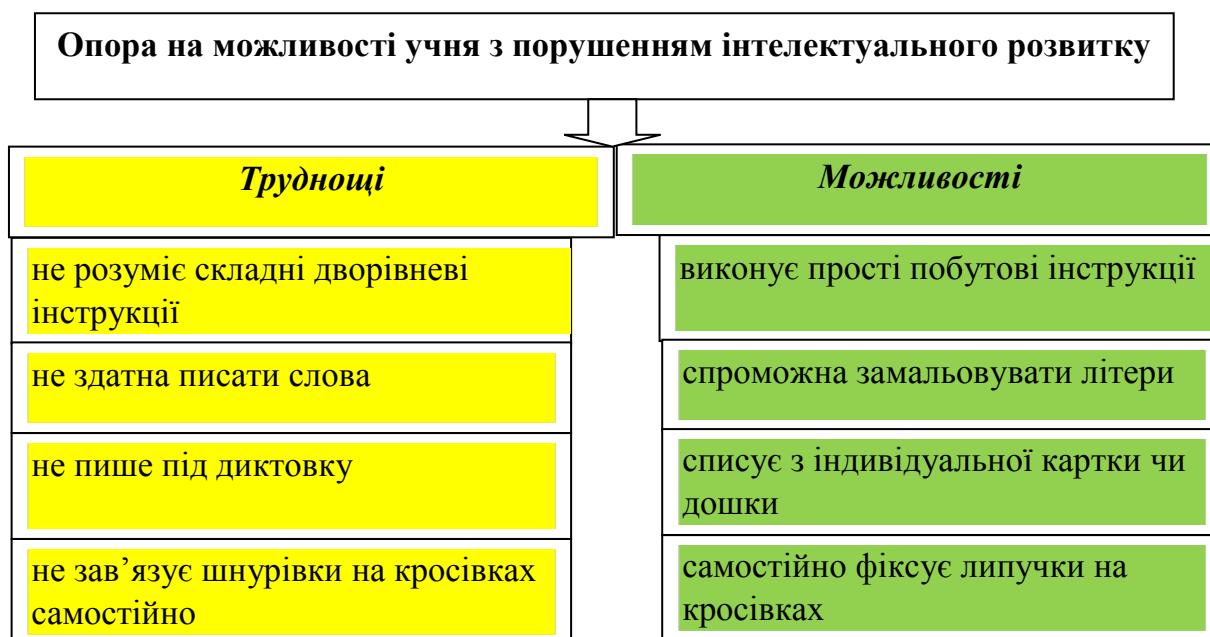 Опора на можливості учня з порушенням інтелектуального розвитку
Труднощі
Можливості
не розуміє складні дворівневі
інструкції
виконує прості побутові інструкції
не здатна писати слова
спроможна замальовувати літери
не пише під диктовку
списує з індивідуальної картки чи
дошки
не зав’язує шнурівки на кросівках
самостійно
самостійно фіксує липучки на
кросівках